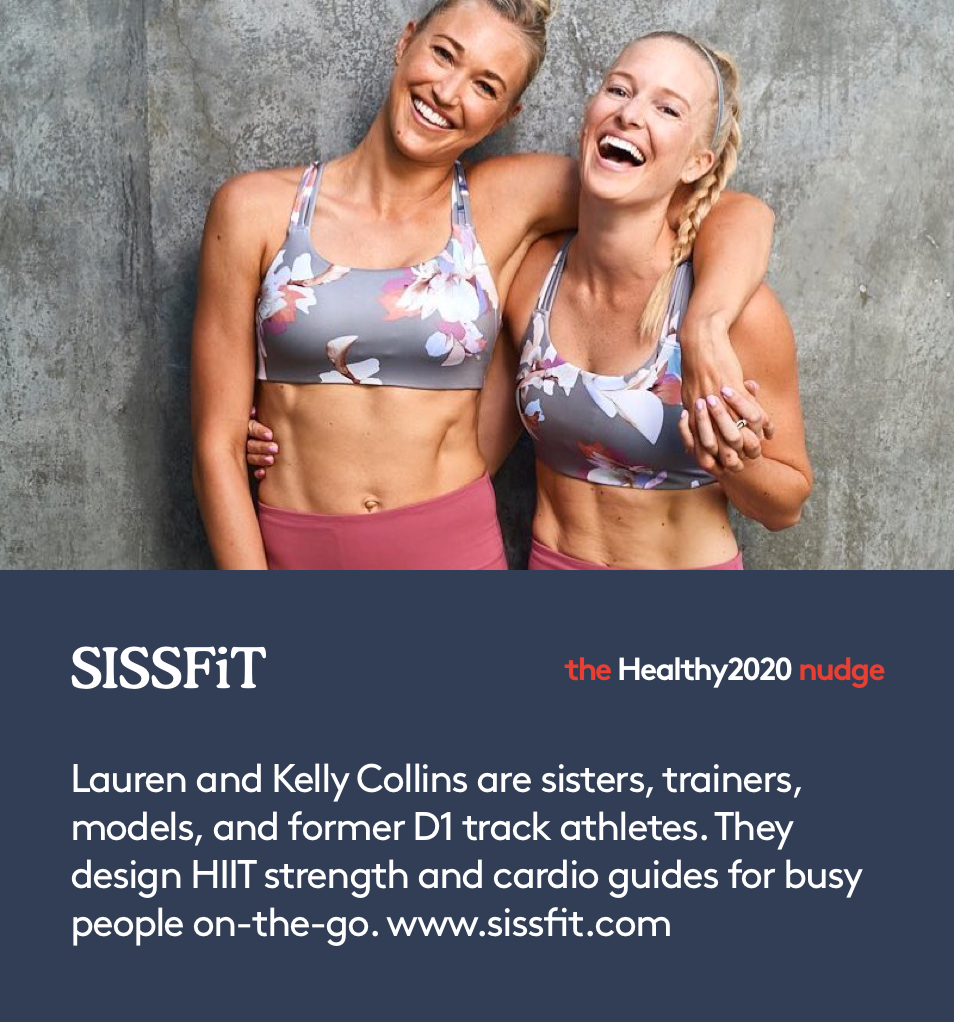 SISSFiT
the Healthy2020 nudge
Lauren and Kelly Collins are sisters, trainers,
models, and former D1 track athletes. They
design HIIT strength and cardio guides for busy
people on-the-go. www.sissfit.com